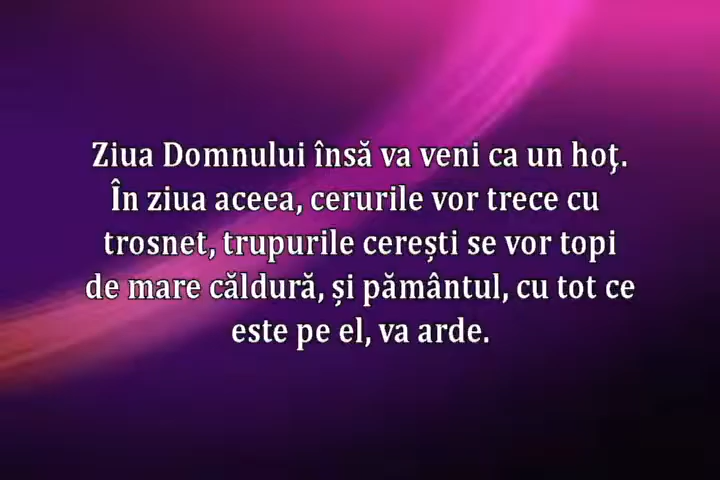 Ziua Domnului însă va veni ca un hoț.
În ziua aceea, cerurile vor trece cu
trosnet, trupurile cerești se vor topi
de mare căldură, și pământul, cu tot ce
este pe el, va arde.